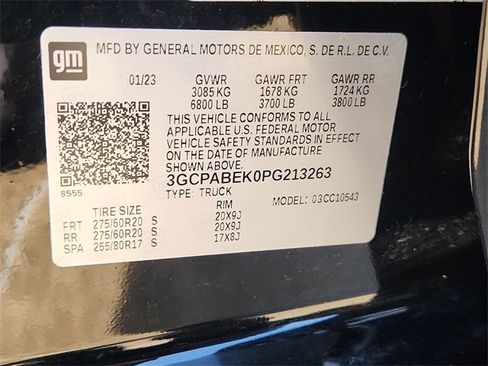 gm
MFD BY GENERAL MOTORS DE MEXICO, S. DE R.L. DE C.V.
01/23 GVWR GAWR FRT GAWR RR
3085 KG 1678 KG 1724 KG
6800 LB 3700 LB 3800 LB
THIS VEHICLE CONFORMS TO ALL
APPLICABLE U.S. FEDERAL MOTOR
VEHICLE SAFETY STANDARDS IN EFFECT
ON THE DATE OF MANUFACTURE
SHOWN ABOVE.
3GCPABEK0PG213263
8555 TYPE: TRUCK MODEL: 03CC10543
TIRE SIZE RIM
FRT 275/60R20 S 20X9J
RR 275/60R20 S 20X9J
SPA 255/80R17 S 17X8J